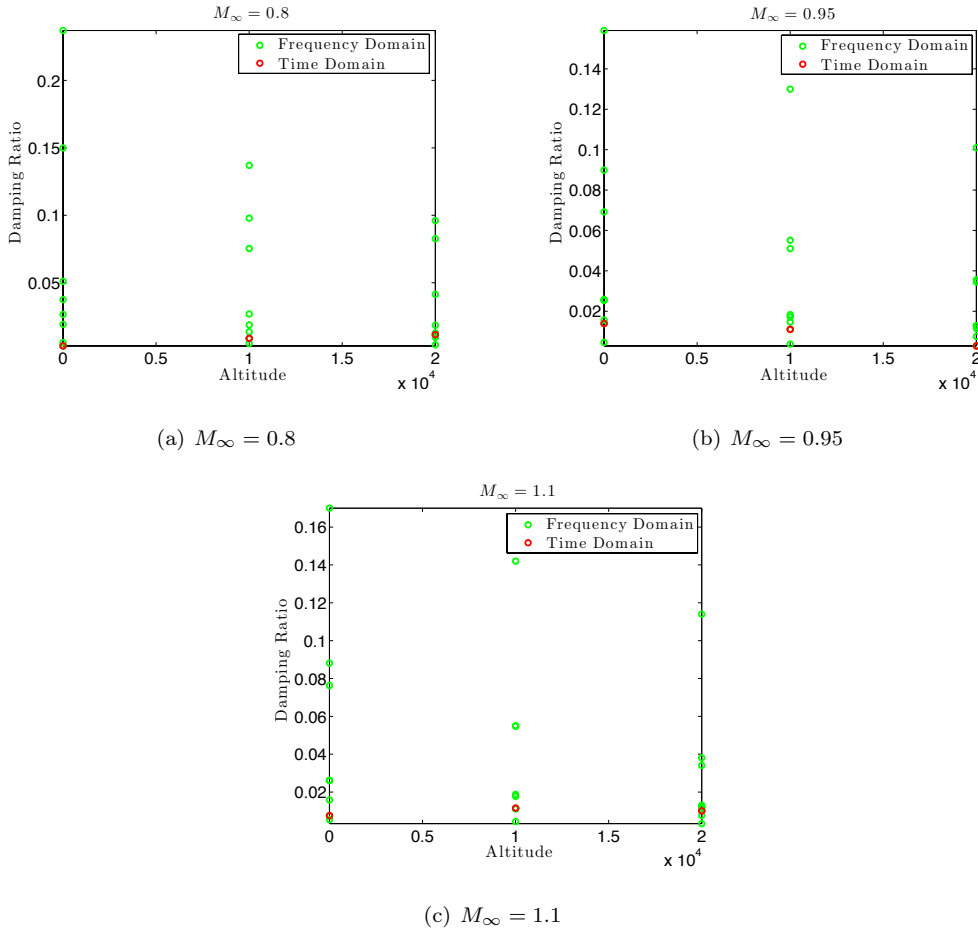 M∞ = 0.8
Frequency Domain
Time Domain
0.2
0.15
0.1
0.05
Damping Ratio
0 0.5 1 1.5 2
Altitude
x 10⁴
(a) M∞ = 0.8
M∞ = 0.95
Frequency Domain
Time Domain
0.14
0.12
0.1
0.08
0.06
0.04
0.02
Damping Ratio
0 0.5 1 1.5 2
Altitude
x 10⁴
(b) M∞ = 0.95
M∞ = 1.1
Frequency Domain
Time Domain
0.16
0.14
0.12
0.1
0.08
0.06
0.04
0.02
Damping Ratio
0 0.5 1 1.5 2
Altitude
x 10⁴
(c) M∞ = 1.1